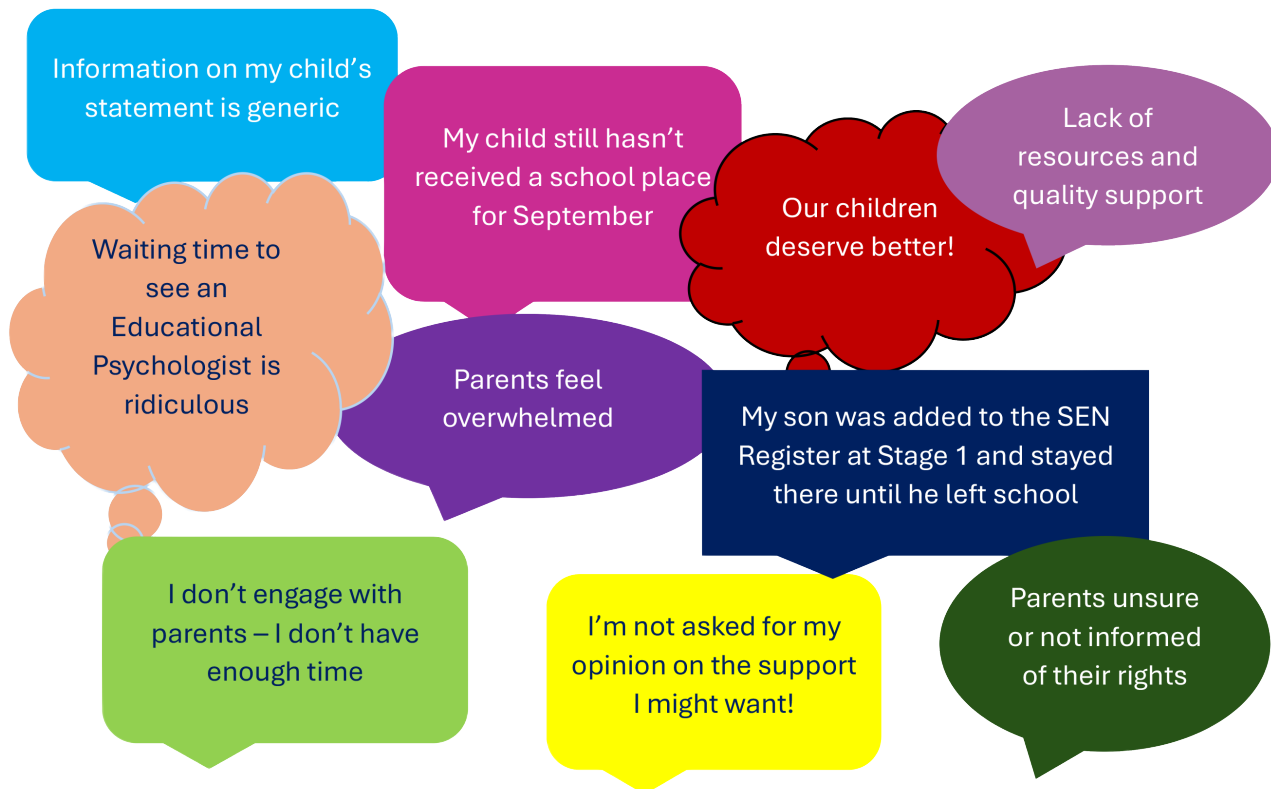 Information on my child's
statement is generic
My child still hasn't
received a school place
for September
Lack of
resources and
quality support
Our children
deserve better!
Waiting time to
see an
Educational
Psychologist is
ridiculous
Parents feel
overwhelmed
My son was added to the SEN
Register at Stage 1 and stayed
there until he left school
I don't engage with
parents – I don't have
enough time
I'm not asked for my
opinion on the support
I might want!
Parents unsure
or not informed
of their rights